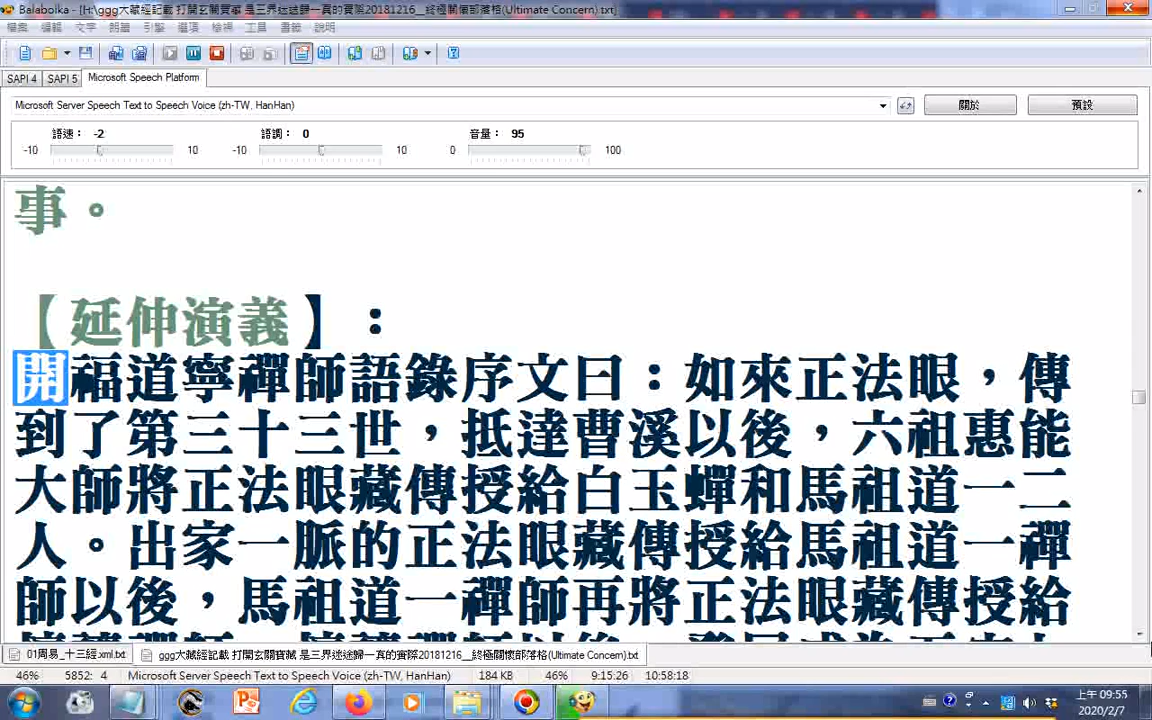 Balabolka - [H:\ggg大藏經記載 打開玄關寶藏 是三界迷途歸一真的實際20181216__終極關懷部落格(Ultimate Concern).txt]
檔案 編輯 文字 朗讀 引擎 選項 檢視 工具 書籤 說明
SAPI 4 SAPI 5 Microsoft Speech Platform
Microsoft Server Speech Text to Speech Voice (zh-TW, HanHan) 關於 預設
語速： -2 語調： 0 音量： 95
-10 10 -10 10 0 100
事。
【延伸演義】：
開福道寧禪師語錄序文曰：如來正法眼，傳
到了第三十三世，抵達曹溪以後，六祖惠能
大師將正法眼藏傳授給白玉蟬和馬祖道一二
人。出家一脈的正法眼藏傳授給馬祖道一禪
師以後，馬祖道一禪師再將正法眼藏傳授給
01周易_十三經.xml.txt ggg大藏經記載 打開玄關寶藏 是三界迷途歸一真的實際20181216__終極關懷部落格(Ultimate Concern).txt
46% 5852: 4 Microsoft Server Speech Text to Speech Voice (zh-TW, HanHan) 184 KB 46% 9:15:26 10:58:18
上午 09:55
2020/2/7